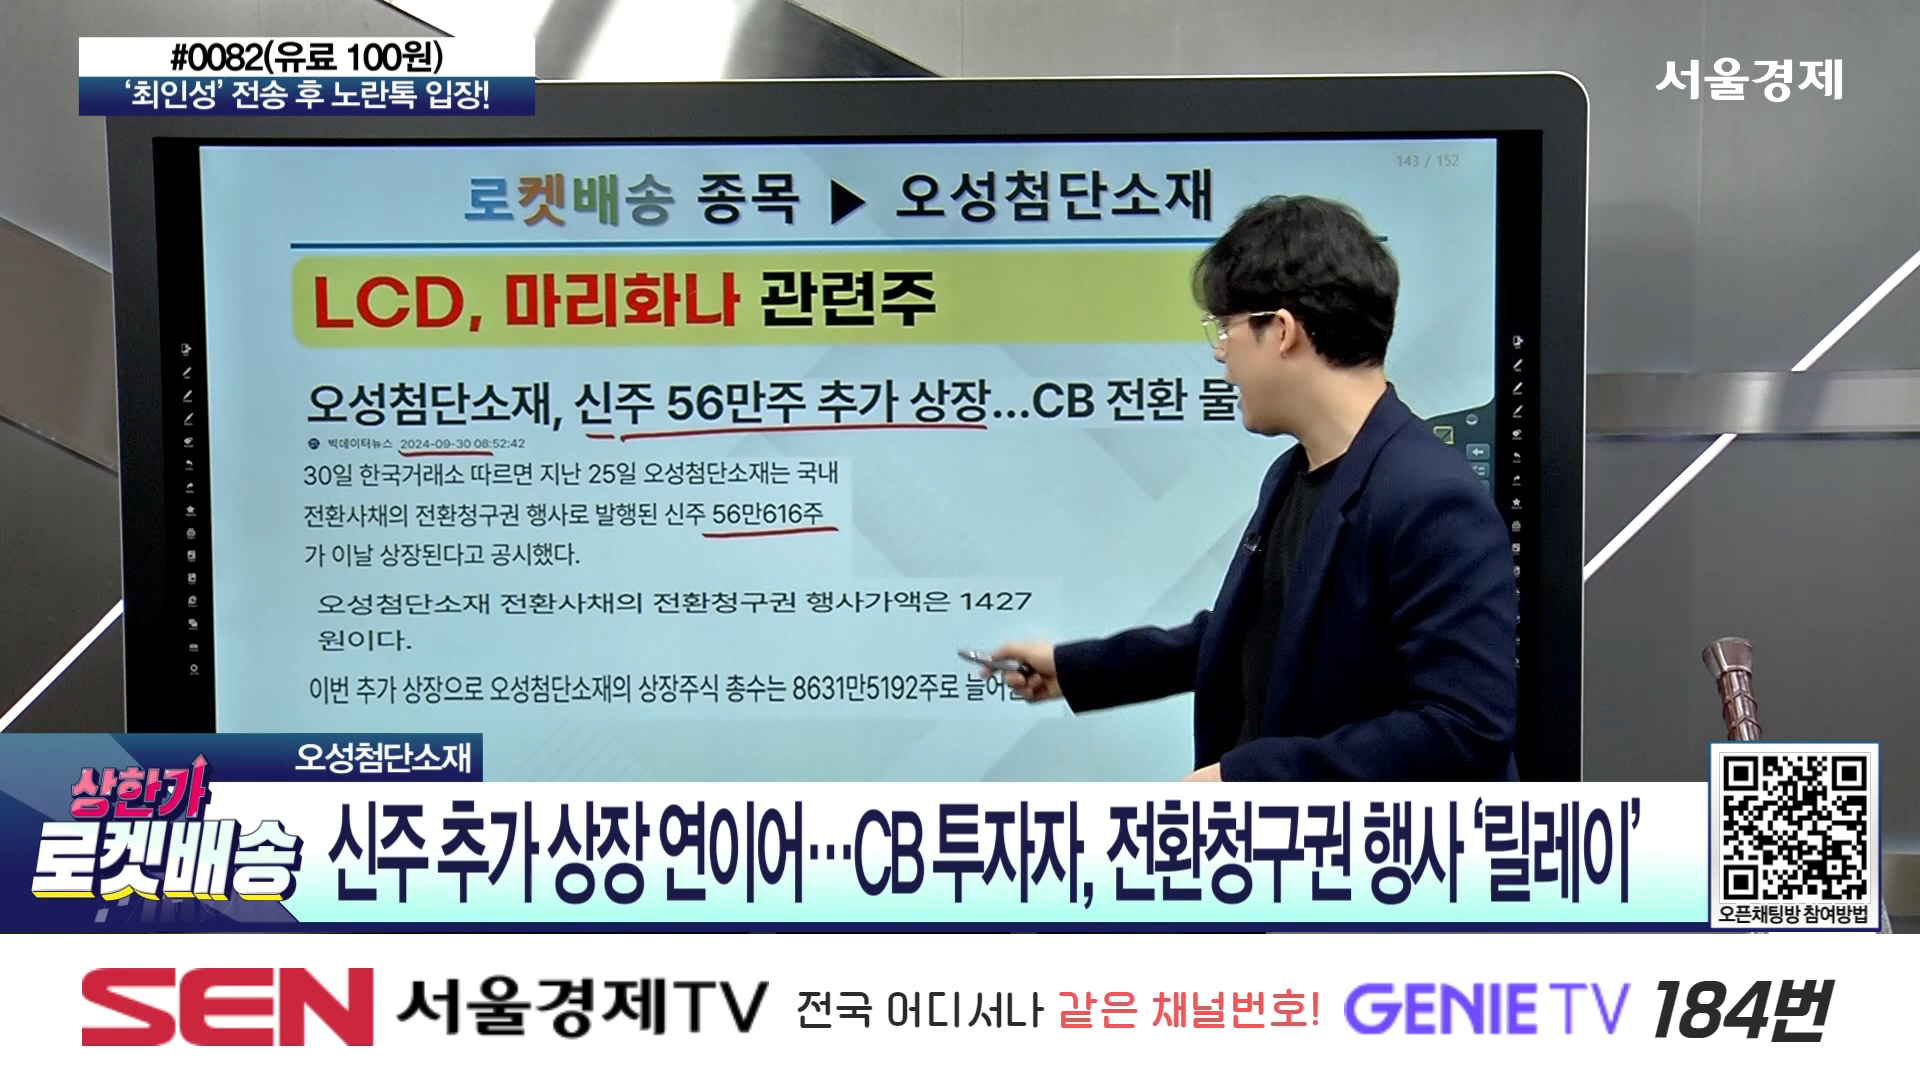 #0082(유료 100원)
‘최인성’ 전송 후 노란톡 입장!
서울경제
143 / 152
로켓배송 종목 ▶ 오성첨단소재
LCD, 마리화나 관련주
오성첨단소재, 신주 56만주 추가 상장...CB 전환 물
빅데이터뉴스 2024-09-30 08:52:42
30일 한국거래소 따르면 지난 25일 오성첨단소재는 국내
전환사채의 전환청구권 행사로 발행된 신주 56만616주
가 이날 상장된다고 공시했다.
오성첨단소재 전환사채의 전환청구권 행사가액은 1427
원이다.
이번 추가 상장으로 오성첨단소재의 상장주식 총수는 8631만5192주로
오성첨단소재
상한가
로켓배송
신주 추가 상장 연이어…CB 투자자, 전환청구권 행사 ‘릴레이’
오픈채팅방 참여방법
SEN 서울경제TV 전국 어디서나 같은 채널번호! GENIE TV 184번